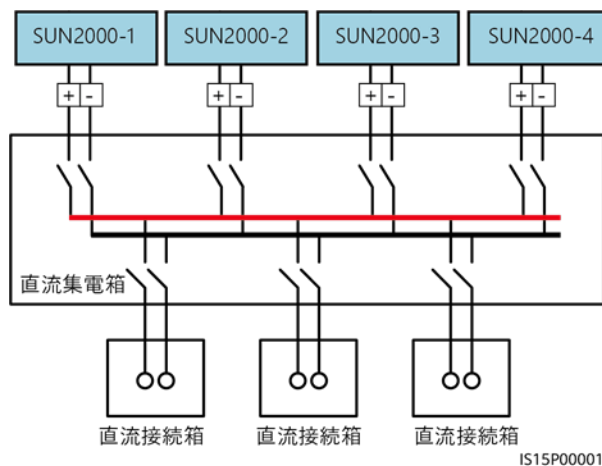 SUN2000-1 SUN2000-2 SUN2000-3 SUN2000-4
+ - + - + - + -
直流集電箱
直流接続箱 直流接続箱 直流接続箱
IS15P00001